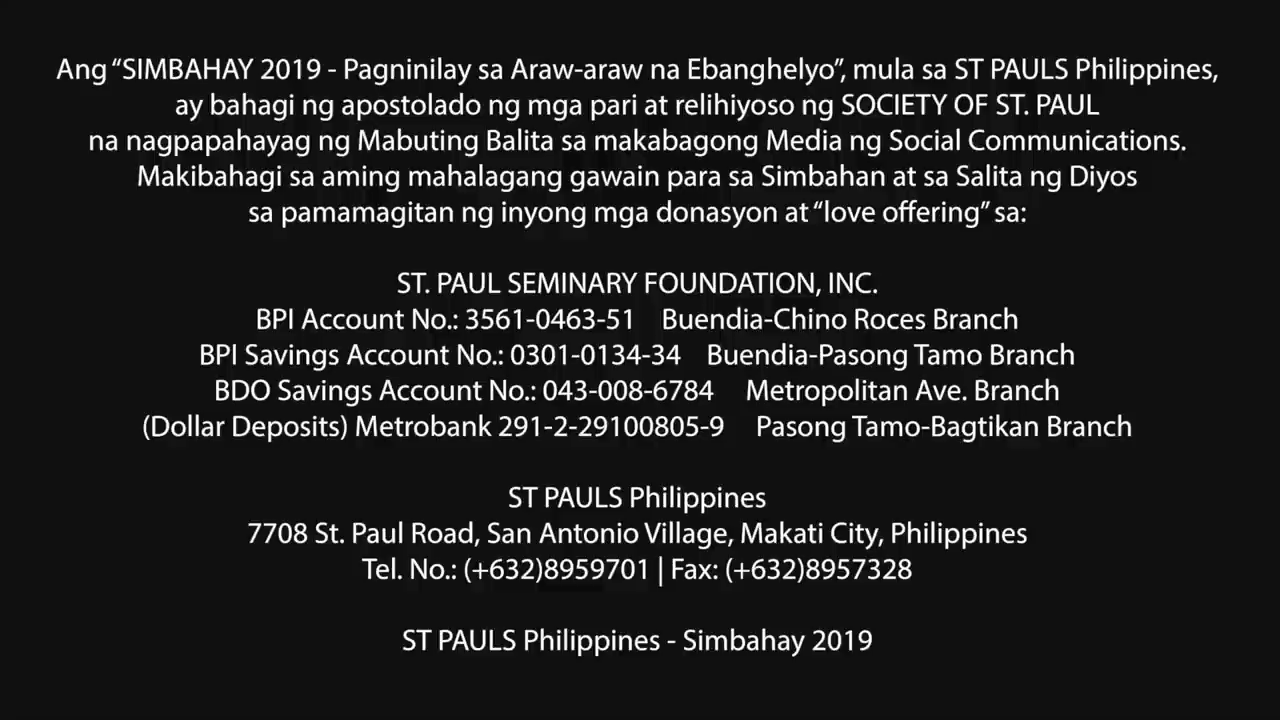 Ang “SIMBAHAY 2019 - Pagninilay sa Araw-araw na Ebanghelyo”, mula sa ST PAULS Philippines,
ay bahagi ng apostolado ng mga pari at relihiyoso ng SOCIETY OF ST. PAUL
na nagpapahayag ng Mabuting Balita sa makabagong Media ng Social Communications.
Makibahagi sa aming mahalagang gawain para sa Simbahan at sa Salita ng Diyos
sa pamamagitan ng inyong mga donasyon at “love offering” sa:
ST. PAUL SEMINARY FOUNDATION, INC.
BPI Account No.: 3561-0463-51 Buendia-Chino Roces Branch
BPI Savings Account No.: 0301-0134-34 Buendia-Pasong Tamo Branch
BDO Savings Account No.: 043-008-6784 Metropolitan Ave. Branch
(Dollar Deposits) Metrobank 291-2-29100805-9 Pasong Tamo-Bagtikan Branch
ST PAULS Philippines
7708 St. Paul Road, San Antonio Village, Makati City, Philippines
Tel. No.: (+632)8959701 | Fax: (+632)8957328
ST PAULS Philippines - Simbahay 2019